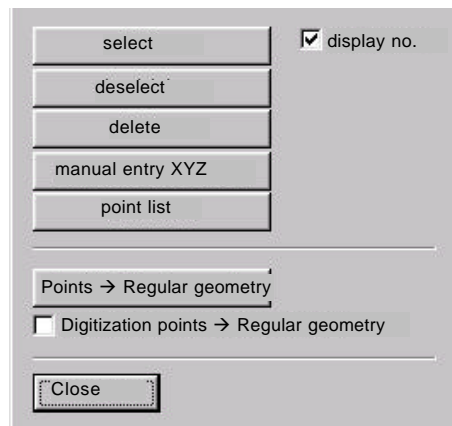 select
display no.
deselect
delete
manual entry XYZ
point list
Points → Regular geometry
Digitization points → Regular geometry
Close